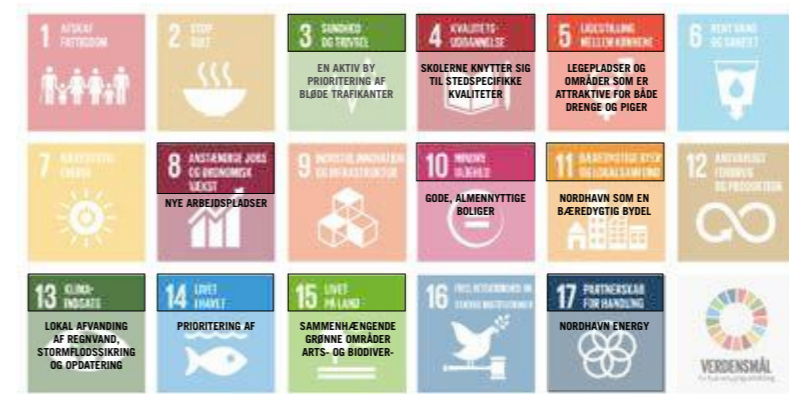 1 AFSKAF
FATTIGDOM
2 STOP
SULT
3 SUNDHED
OG TRIVSEL
EN AKTIV BY
PRIORITERING AF
BLØDE TRAFIKANTER
4 KVALITETS-
UDDANNELSE
SKOLERNE KNYTTER SIG
TIL STEDSPECIFIKKE
KVALITETER
5 LIGESTILLING
MELLEM KØNNENE
LEGEPLADSER OG
OMRÅDER SOM ER
ATTRAKTIVE FOR BÅDE
DRENGE OG PIGER
6 RENT VAND
OG SANITET
7 BÆREDYGTIG
ENERGI
8 ANSTÆNDIGE JOBS
OG ØKONOMISK
VÆKST
NYE ARBEJDSPLADSER
9 INDUSTRI, INNOVATION
OG INFRASTRUKTUR
10 MINDRE
ULIGHED
GODE, ALMENNYTTIGE
BOLIGER
11 BÆREDYGTIGE BYER
OG LOKALSAMFUND
NORDHAVN SOM EN
BÆREDYGTIG BYDEL
12 ANSVARLIGT
FORBRUG
OG PRODUKTION
13 KLIMA-
INDSATS
LOKAL AFVANDING
AF REGNVAND,
STORMFLODSSIKRING
OG OPDATERING
14 LIVET
I HAVET
PRIORITERING AF
15 LIVET
PÅ LAND
SAMMENHÆNGENDE
GRØNNE OMRÅDER
ARTS- OG BIODIVER-
16 FRED, RETFÆRDIGHED OG
STÆRKE INSTITUTIONER
17 PARTNERSKAB
FOR HANDLING
NORDHAVN ENERGY
VERDENSMÅL